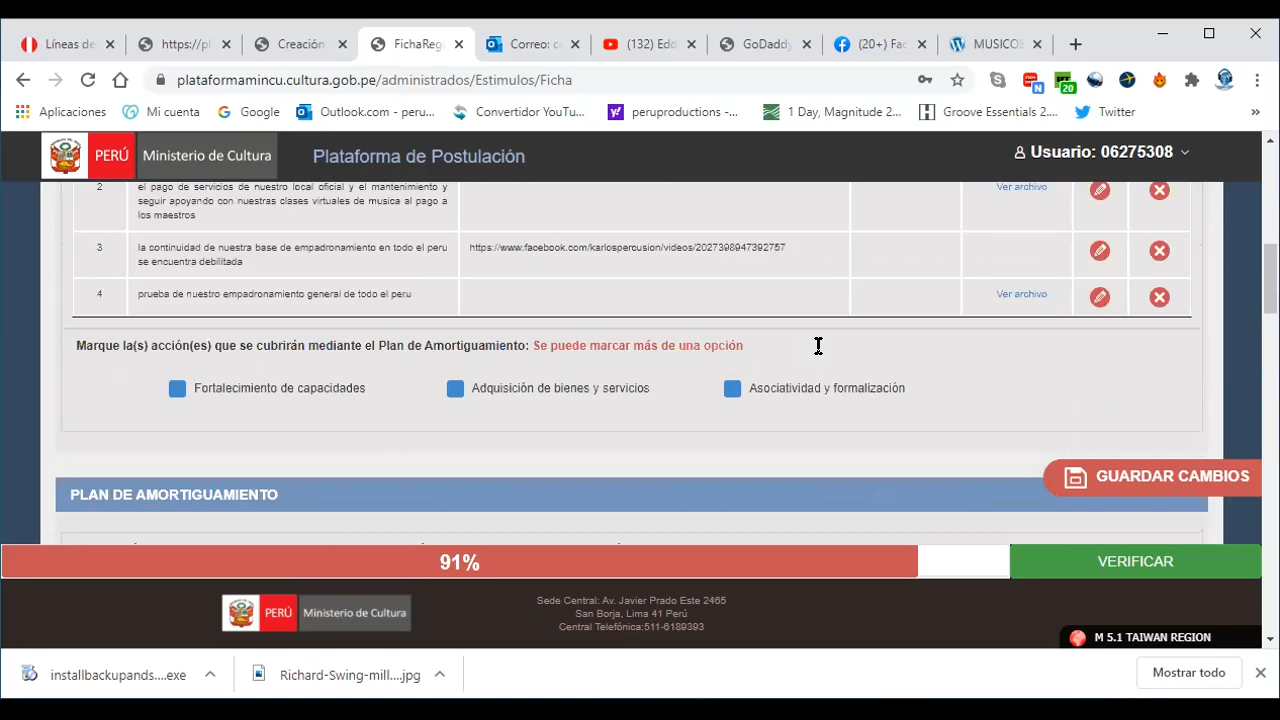 Líneas de
https://pl
Creación
FichaReg
Correo: c
(132) Edd
GoDaddy
(20+) Fac
MUSICOS
plataformamincu.cultura.gob.pe/administrados/Estimulos/Ficha
N
20
Aplicaciones
Mi cuenta
Google
Outlook.com - peru...
Convertidor YouTu...
peruproductions -...
1 Day, Magnitude 2...
Groove Essentials 2....
Twitter
»
PERÚ
Ministerio de Cultura
Plataforma de Postulación
Usuario: 06275308
2
el pago de servicios de nuestro local oficial y el mantenimiento y
seguir apoyando con nuestras clases virtuales de musica al pago a
los maestros
Ver archivo
3
la continuidad de nuestra base de empadronamiento en todo el peru
se encuentra debilitada
https://www.facebook.com/karlospercusion/videos/2027398947392757
4
prueba de nuestro empadronamiento general de todo el peru
Ver archivo
Marque la(s) acción(es) que se cubrirán mediante el Plan de Amortiguamiento: Se puede marcar más de una opción
Fortalecimiento de capacidades
Adquisición de bienes y servicios
Asociatividad y formalización
GUARDAR CAMBIOS
PLAN DE AMORTIGUAMIENTO
91%
VERIFICAR
PERÚ
Ministerio de Cultura
Sede Central: Av. Javier Prado Este 2465
San Borja, Lima 41 Perú
Central Telefónica:511-6189393
M 5.1 TAIWAN REGION
installbackupands....exe
Richard-Swing-mill....jpg
Mostrar todo